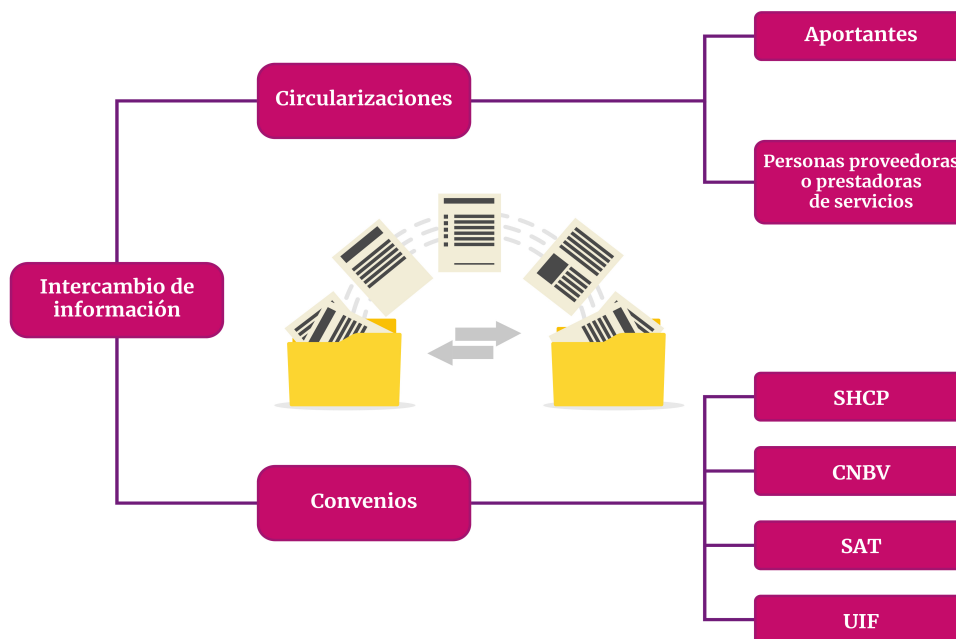 Aportantes
Circularizaciones
Personas proveedoras
o prestadoras
de servicios
Intercambio de
información
SHCP
CNBV
Convenios
SAT
UIF